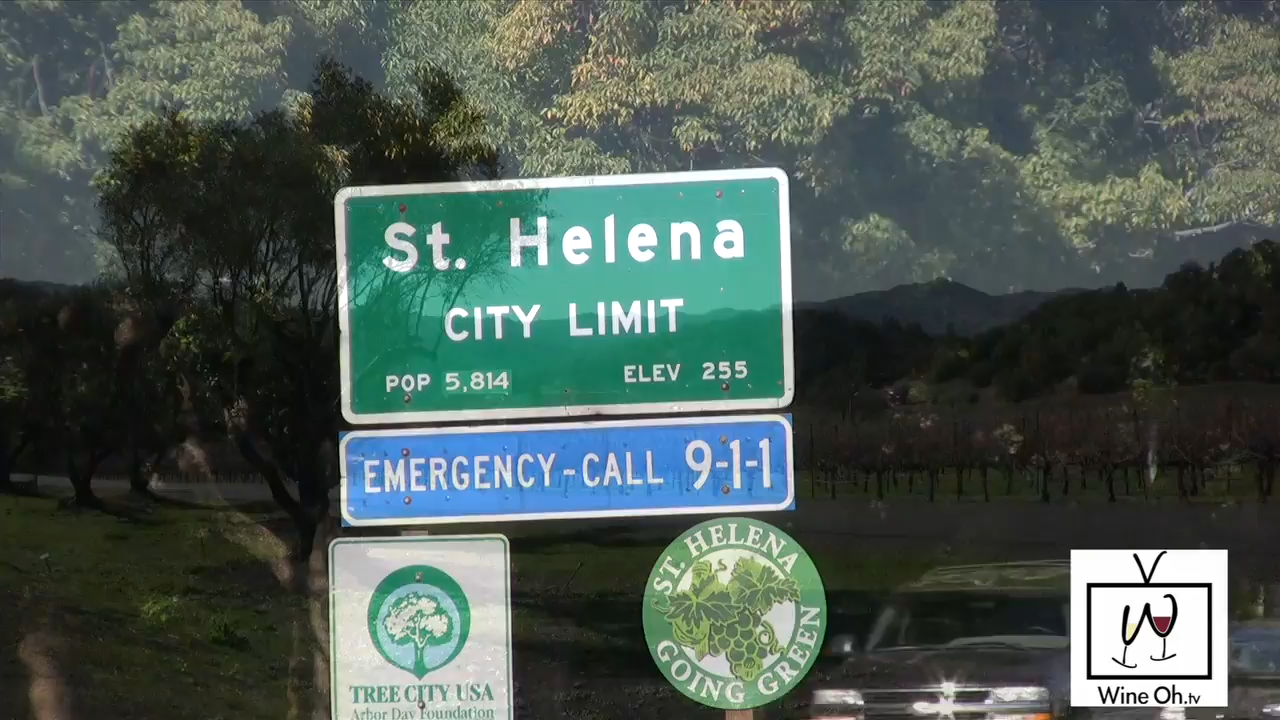 St. Helena
CITY LIMIT
POP 5,814 ELEV 255
EMERGENCY-CALL 9-1-1
TREE CITY USA
Arbor Day Foundation
ST. HELENA
GOING GREEN
Wine Oh.tv